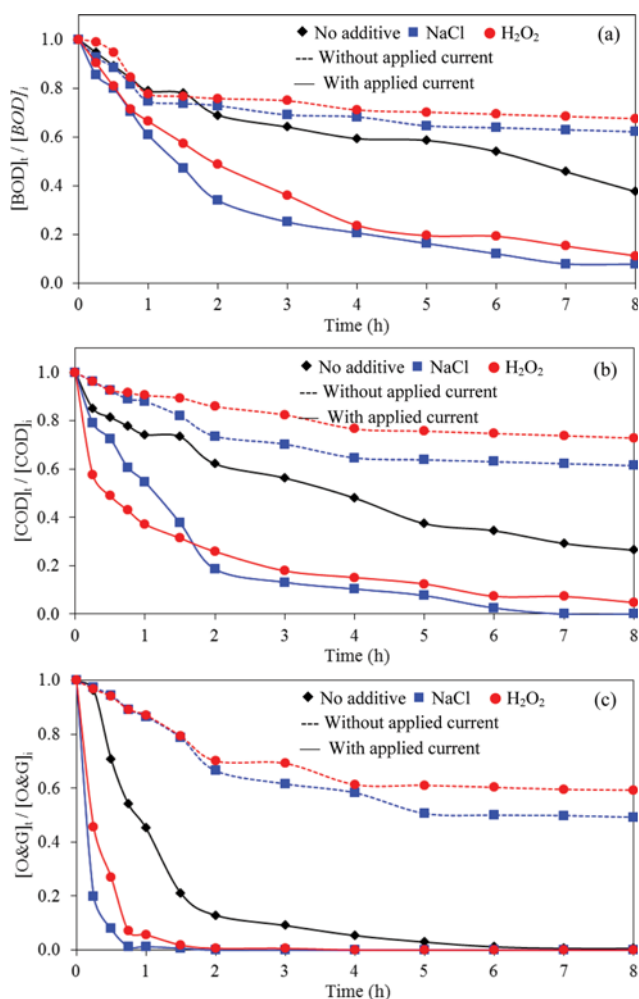 No additive NaCl H₂O₂ (a)
Without applied current
With applied current
[BOD]t / [BOD]i
1.0
0.8
0.6
0.4
0.2
0.0
0 1 2 3 4 5 6 7 8
Time (h)
No additive NaCl H₂O₂ (b)
Without applied current
With applied current
[COD]t / [COD]i
1.0
0.8
0.6
0.4
0.2
0.0
0 1 2 3 4 5 6 7 8
Time (h)
No additive NaCl H₂O₂ (c)
Without applied current
With applied current
[O&G]t / [O&G]i
1.0
0.8
0.6
0.4
0.2
0.0
0 1 2 3 4 5 6 7 8
Time (h)